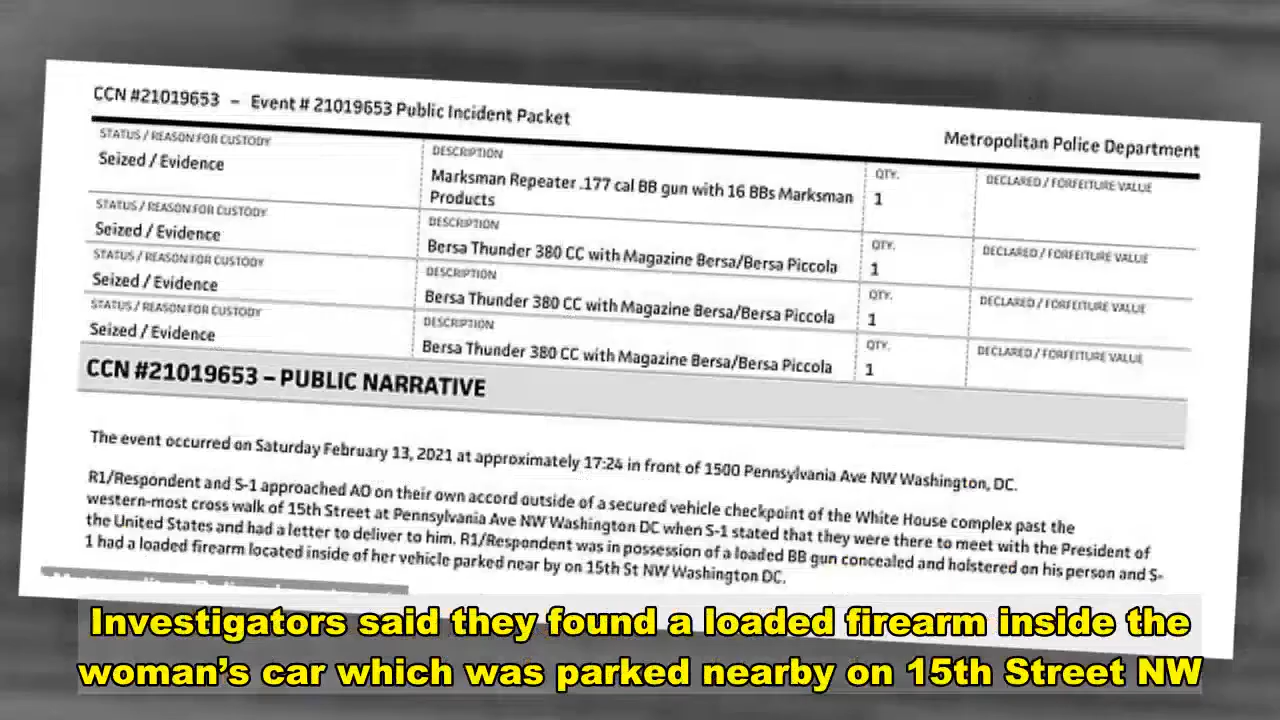 CCN #21019653 – Event # 21019653 Public Incident Packet
Metropolitan Police Department
STATUS / REASON FOR CUSTODY
Seized / Evidence
DESCRIPTION
Marksman Repeater .177 cal BB gun with 16 BBs Marksman
Products
QTY.
1
DECLARED / FORFEITURE VALUE
STATUS / REASON FOR CUSTODY
Seized / Evidence
DESCRIPTION
Bersa Thunder 380 CC with Magazine Bersa/Bersa Piccola
QTY.
1
DECLARED / FORFEITURE VALUE
STATUS / REASON FOR CUSTODY
Seized / Evidence
DESCRIPTION
Bersa Thunder 380 CC with Magazine Bersa/Bersa Piccola
QTY.
1
DECLARED / FORFEITURE VALUE
STATUS / REASON FOR CUSTODY
Seized / Evidence
DESCRIPTION
Bersa Thunder 380 CC with Magazine Bersa/Bersa Piccola
QTY.
1
DECLARED / FORFEITURE VALUE
CCN #21019653 – PUBLIC NARRATIVE
The event occurred on Saturday February 13, 2021 at approximately 17:24 in front of 1500 Pennsylvania Ave NW Washington, DC.
R1/Respondent and S-1 approached AO on their own accord outside of a secured vehicle checkpoint of the White House complex past the
western-most cross walk of 15th Street at Pennsylvania Ave NW Washington DC when S-1 stated that they were there to meet with the President of
the United States and had a letter to deliver to him. R1/Respondent was in possession of a loaded BB gun concealed and holstered on his person and S-
1 had a loaded firearm located inside of her vehicle parked near by on 15th St NW Washington DC.
Investigators said they found a loaded firearm inside the
woman's car which was parked nearby on 15th Street NW